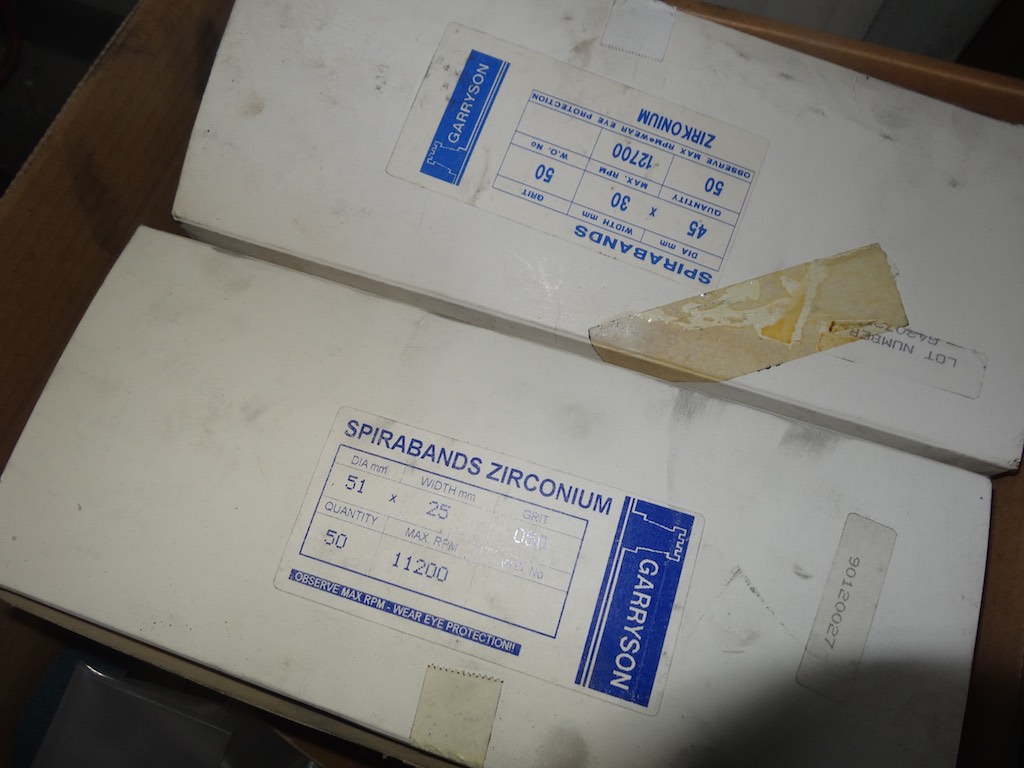 GARRYSON
SPIRABANDS
DIA mm WIDTH mm GRIT
45 x 30 50
QUANTITY MAX. RPM W.O. No
50 12700
OBSERVE MAX RPM•WEAR EYE PROTECTION
ZIRKONIUM
LOT NUMBER
SPIRABANDS ZIRCONIUM
DIA mm WIDTH mm GRIT
51 x 25
QUANTITY MAX. RPM No
50 11200
OBSERVE MAX RPM - WEAR EYE PROTECTION!!
GARRYSON
90120027